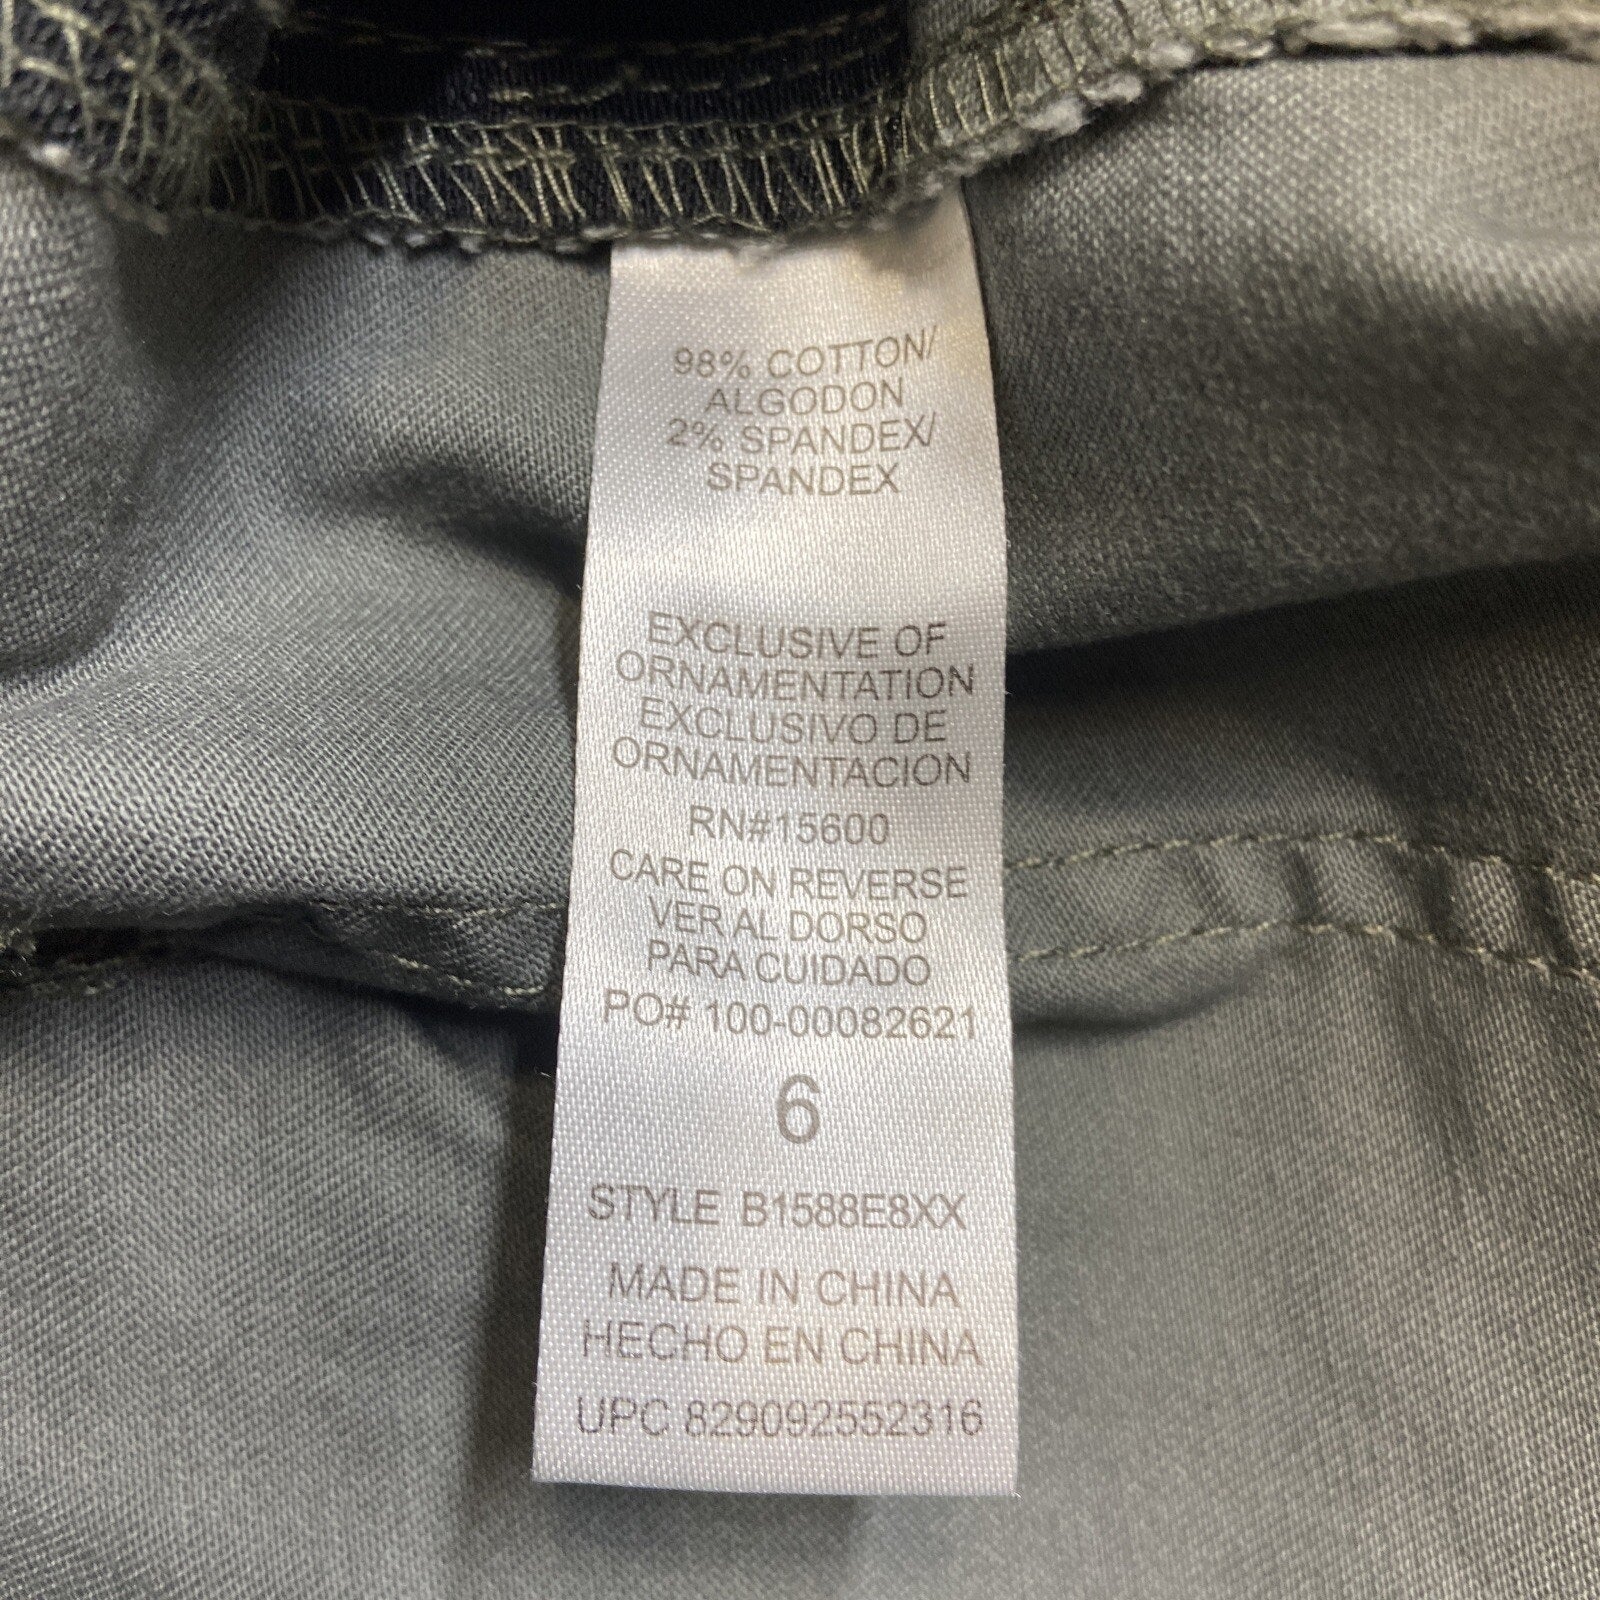 98% COTTON/
ALGODON
2% SPANDEX/
SPANDEX
EXCLUSIVE OF
ORNAMENTATION
EXCLUSIVO DE
ORNAMENTACION
RN#15600
CARE ON REVERSE
VER AL DORSO
PARA CUIDADO
PO# 100-00082621
6
STYLE B1588E8XX
MADE IN CHINA
HECHO EN CHINA
UPC 829092552316